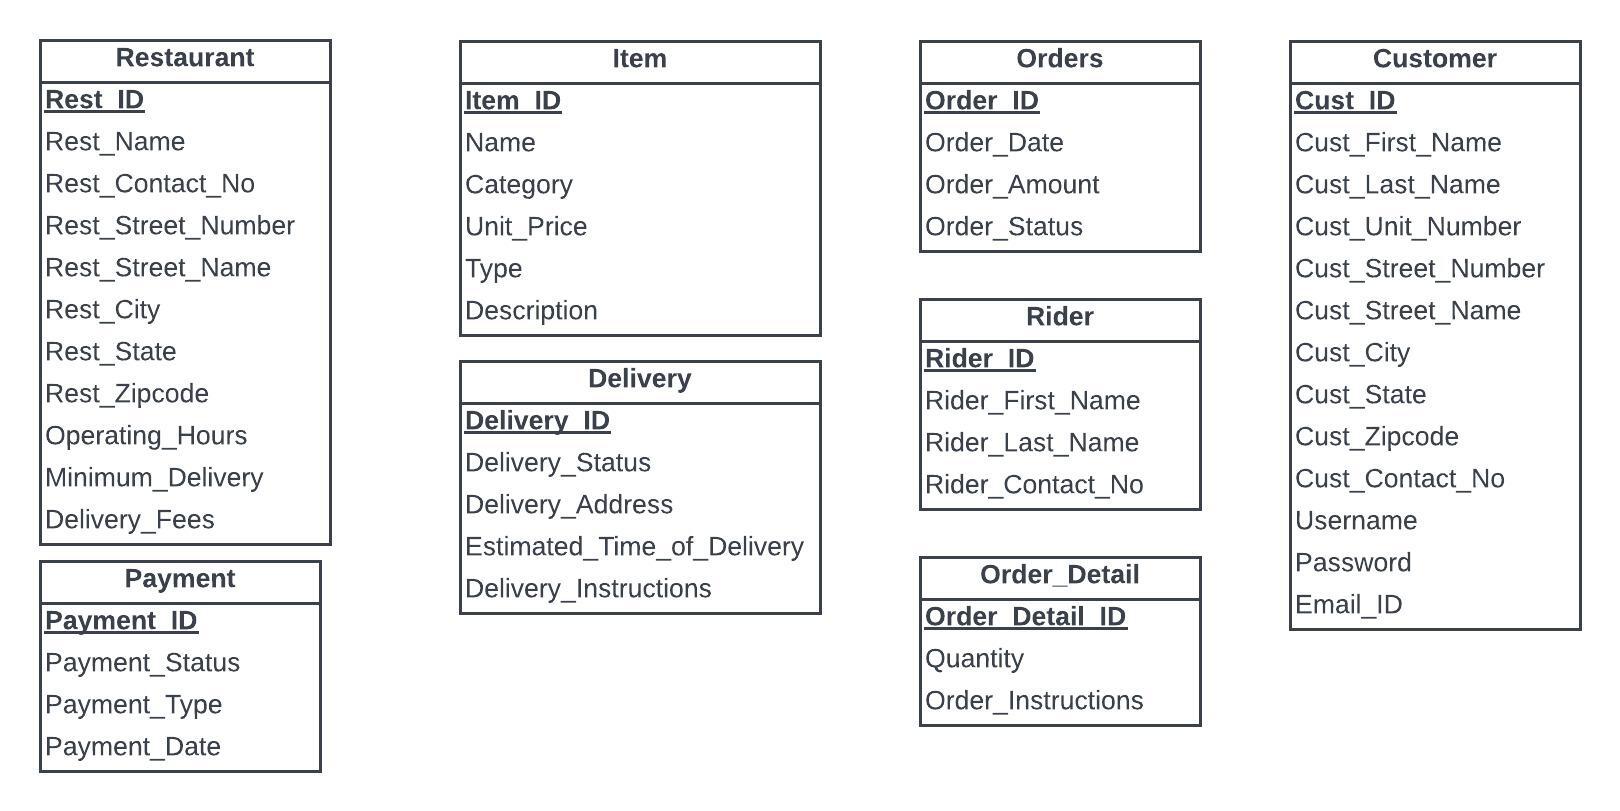 Restaurant
Rest_ID
Rest_Name
Rest_Contact_No
Rest_Street_Number
Rest_Street_Name
Rest_City
Rest_State
Rest_Zipcode
Operating_Hours
Minimum_Delivery
Delivery_Fees
Payment
Payment_ID
Payment_Status
Payment_Type
Payment_Date
Item
Item_ID
Name
Category
Unit_Price
Type
Description
Delivery
Delivery_ID
Delivery_Status
Delivery_Address
Estimated_Time_of_Delivery
Delivery_Instructions
Orders
Order_ID
Order_Date
Order_Amount
Order_Status
Rider
Rider_ID
Rider_First_Name
Rider_Last_Name
Rider_Contact_No
Order_Detail
Order_Detail_ID
Quantity
Order_Instructions
Customer
Cust_ID
Cust_First_Name
Cust_Last_Name
Cust_Unit_Number
Cust_Street_Number
Cust_Street_Name
Cust_City
Cust_State
Cust_Zipcode
Cust_Contact_No
Username
Password
Email_ID